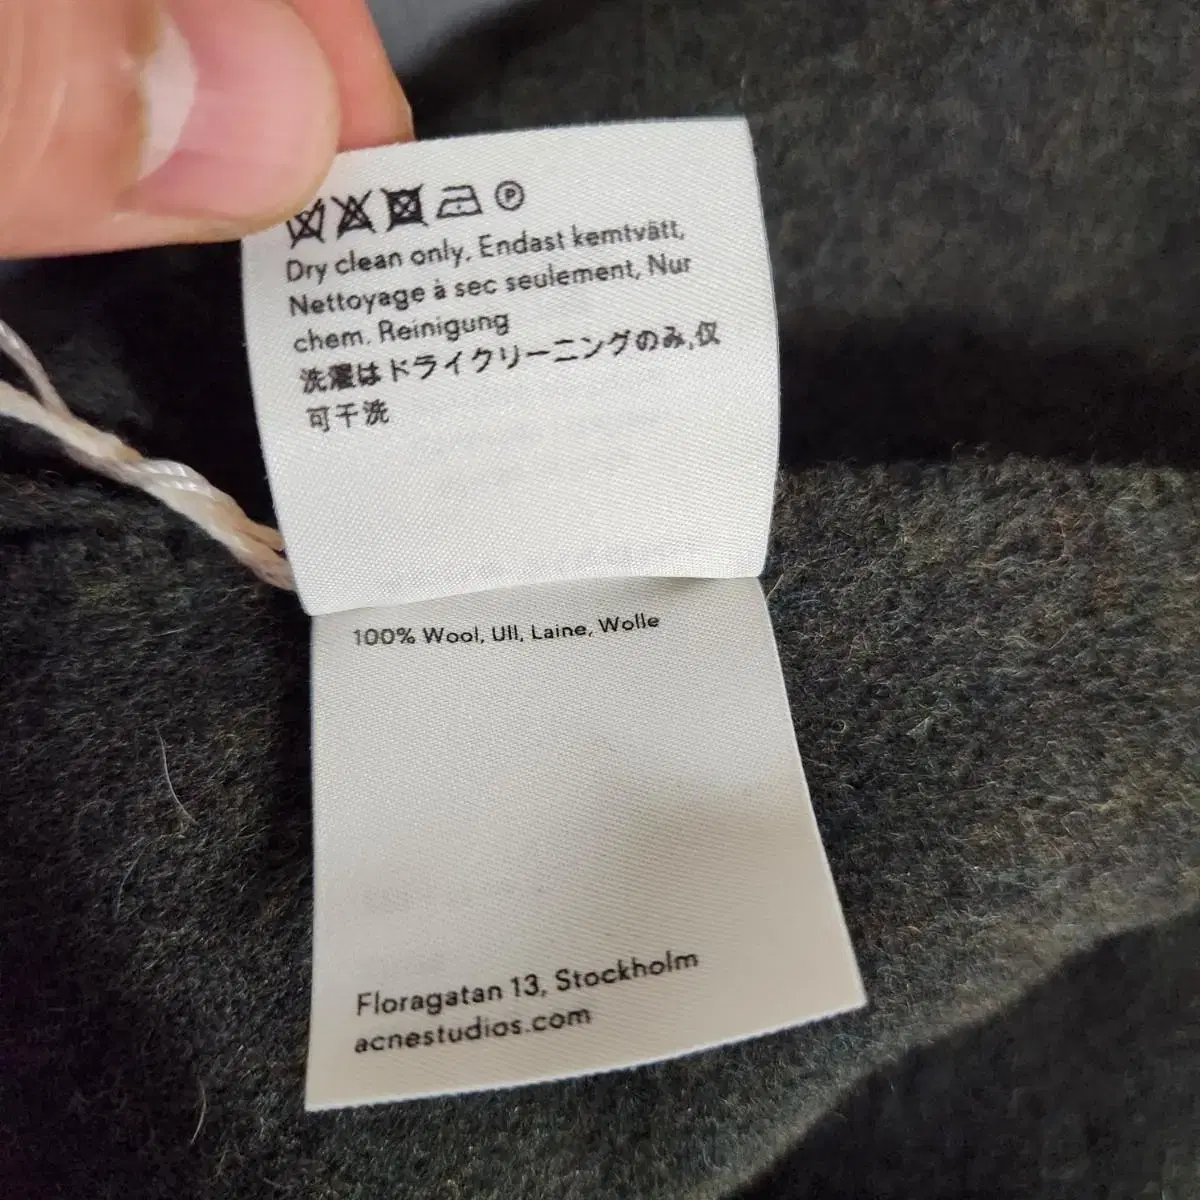 P
Dry clean only, Endast kemtvätt,
Nettoyage à sec seulement, Nur
chem. Reinigung
洗濯はドライクリーニングのみ,仅
可干洗
100% Wool, Ull, Laine, Wolle
Floragatan 13, Stockholm
acnestudios.com